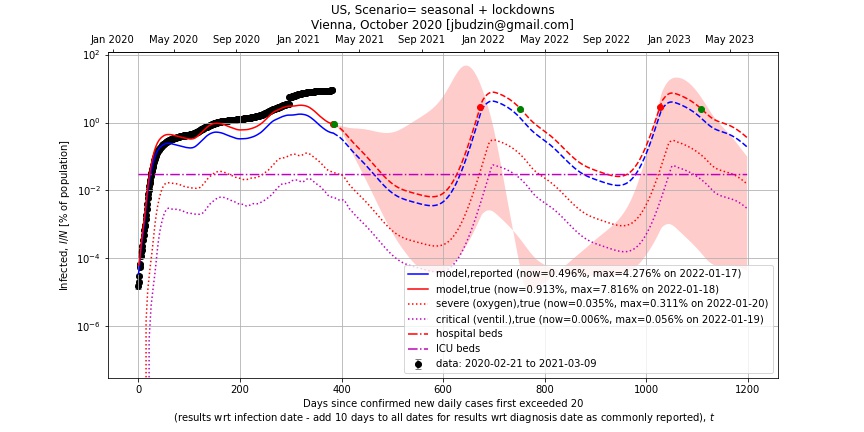 US, Scenario= seasonal + lockdowns
Vienna, October 2020 [jbudzin@gmail.com]
Jan 2020 May 2020 Sep 2020 Jan 2021 May 2021 Sep 2021 Jan 2022 May 2022 Sep 2022 Jan 2023 May 2023
10^2
10^0
10^−2
10^−4
10^−6
Infected, I/N [% of population]
model,reported (now=0.496%, max=4.276% on 2022-01-17)
model,true (now=0.913%, max=7.816% on 2022-01-18)
severe (oxygen),true (now=0.035%, max=0.311% on 2022-01-20)
critical (ventil.),true (now=0.006%, max=0.056% on 2022-01-19)
hospital beds
ICU beds
data: 2020-02-21 to 2021-03-09
0 200 400 600 800 1000 1200
Days since confirmed new daily cases first exceeded 20
(results wrt infection date - add 10 days to all dates for results wrt diagnosis date as commonly reported), t